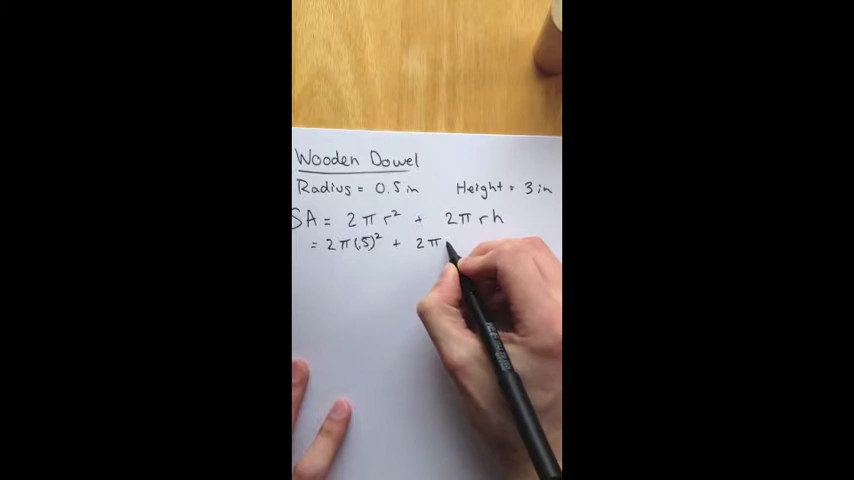 Wooden Dowel
Radius = 0.5 in Height = 3 in
SA = 2πr² + 2πrh
= 2π(.5)² + 2π